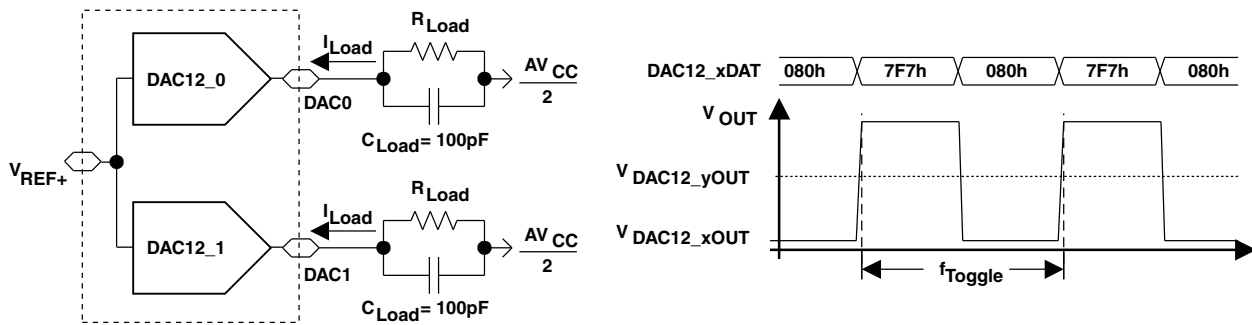 R Load
I Load
AV CC
DAC12_0
2
DAC0
C Load = 100pF
V REF+
R Load
I Load
AV CC
DAC12_1
2
DAC1
C Load = 100pF
DAC12_xDAT
080h 7F7h 080h 7F7h 080h
V OUT
V DAC12_yOUT
V DAC12_xOUT
f Toggle